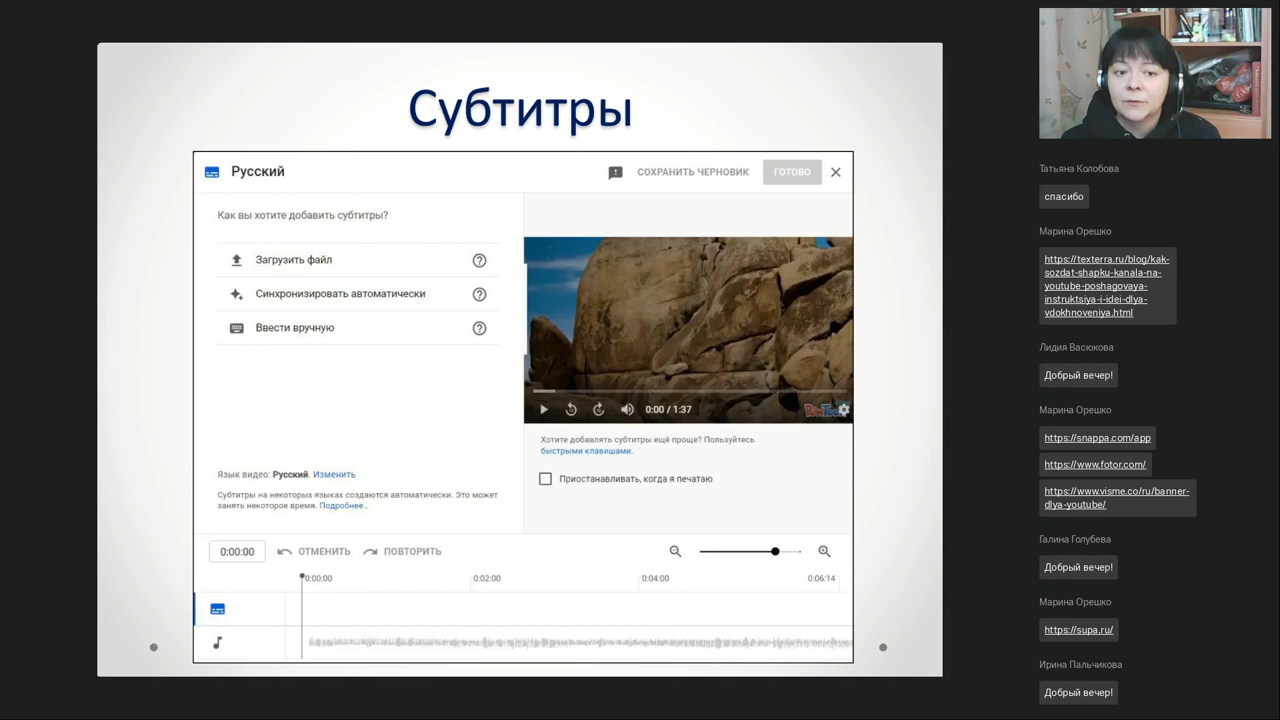 Субтитры
Русский
СОХРАНИТЬ ЧЕРНОВИК
ГОТОВО
Как вы хотите добавить субтитры?
Загрузить файл
Синхронизировать автоматически
Ввести вручную
0:00 / 1:37
Хотите добавлять субтитры ещё проще? Пользуйтесь
быстрыми клавишами.
Приостанавливать, когда я печатаю
Язык видео: Русский. Изменить
Субтитры на некоторых языках создаются автоматически. Это может
занять некоторое время. Подробнее...
0:00:00
ОТМЕНИТЬ
ПОВТОРИТЬ
0:00:00
0:02:00
0:04:00
0:06:14
Татьяна Колобова
спасибо
Марина Орешко
https://texterra.ru/blog/kak-
sozdat-shapku-kanala-na-
youtube-poshagovaya-
instruktsiya-i-idei-dlya-
vdokhnoveniya.html
Лидия Васюкова
Добрый вечер!
Марина Орешко
https://snappa.com/app
https://www.fotor.com/
https://www.visme.co/ru/banner-
dlya-youtube/
Галина Голубева
Добрый вечер!
Марина Орешко
https://supa.ru/
Ирина Пальчикова
Добрый вечер!